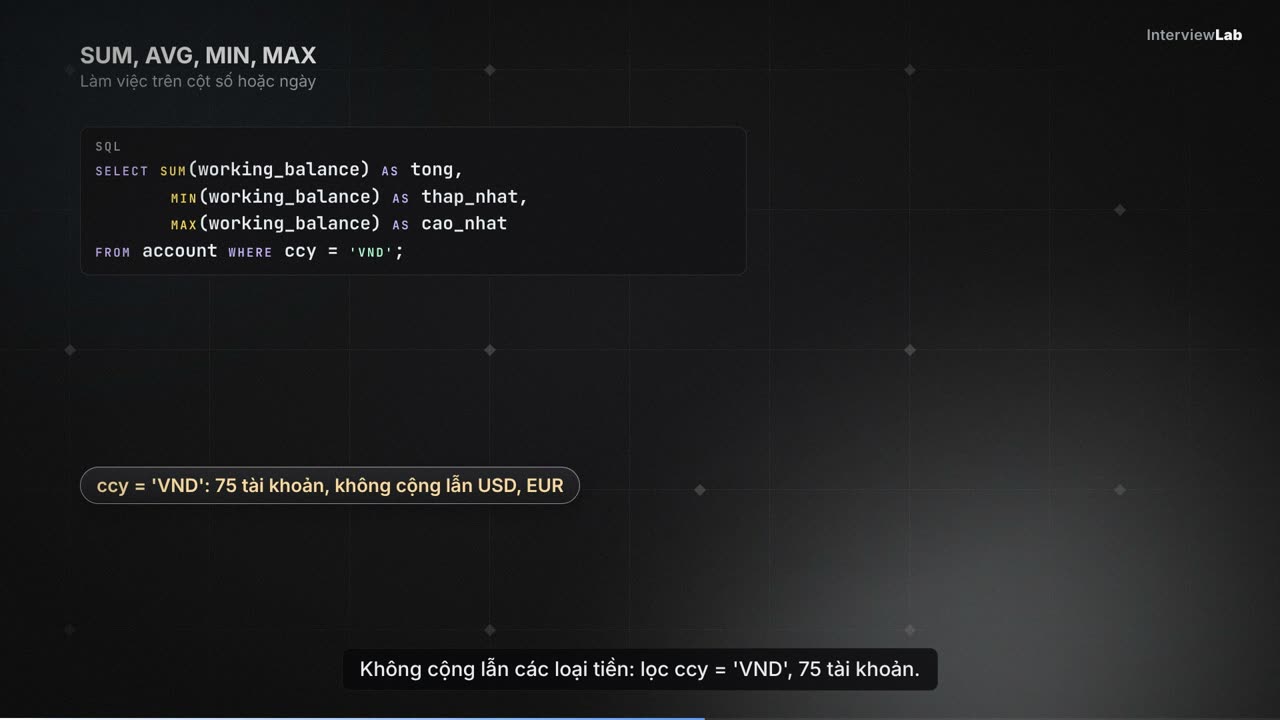 SUM, AVG, MIN, MAX
Làm việc trên cột số hoặc ngày
InterviewLab
SQL
SELECT SUM(working_balance) AS tong,
MIN(working_balance) AS thap_nhat,
MAX(working_balance) AS cao_nhat
FROM account WHERE ccy = 'VND';
ccy = 'VND': 75 tài khoản, không cộng lẫn USD, EUR
Không cộng lẫn các loại tiền: lọc ccy = 'VND', 75 tài khoản.